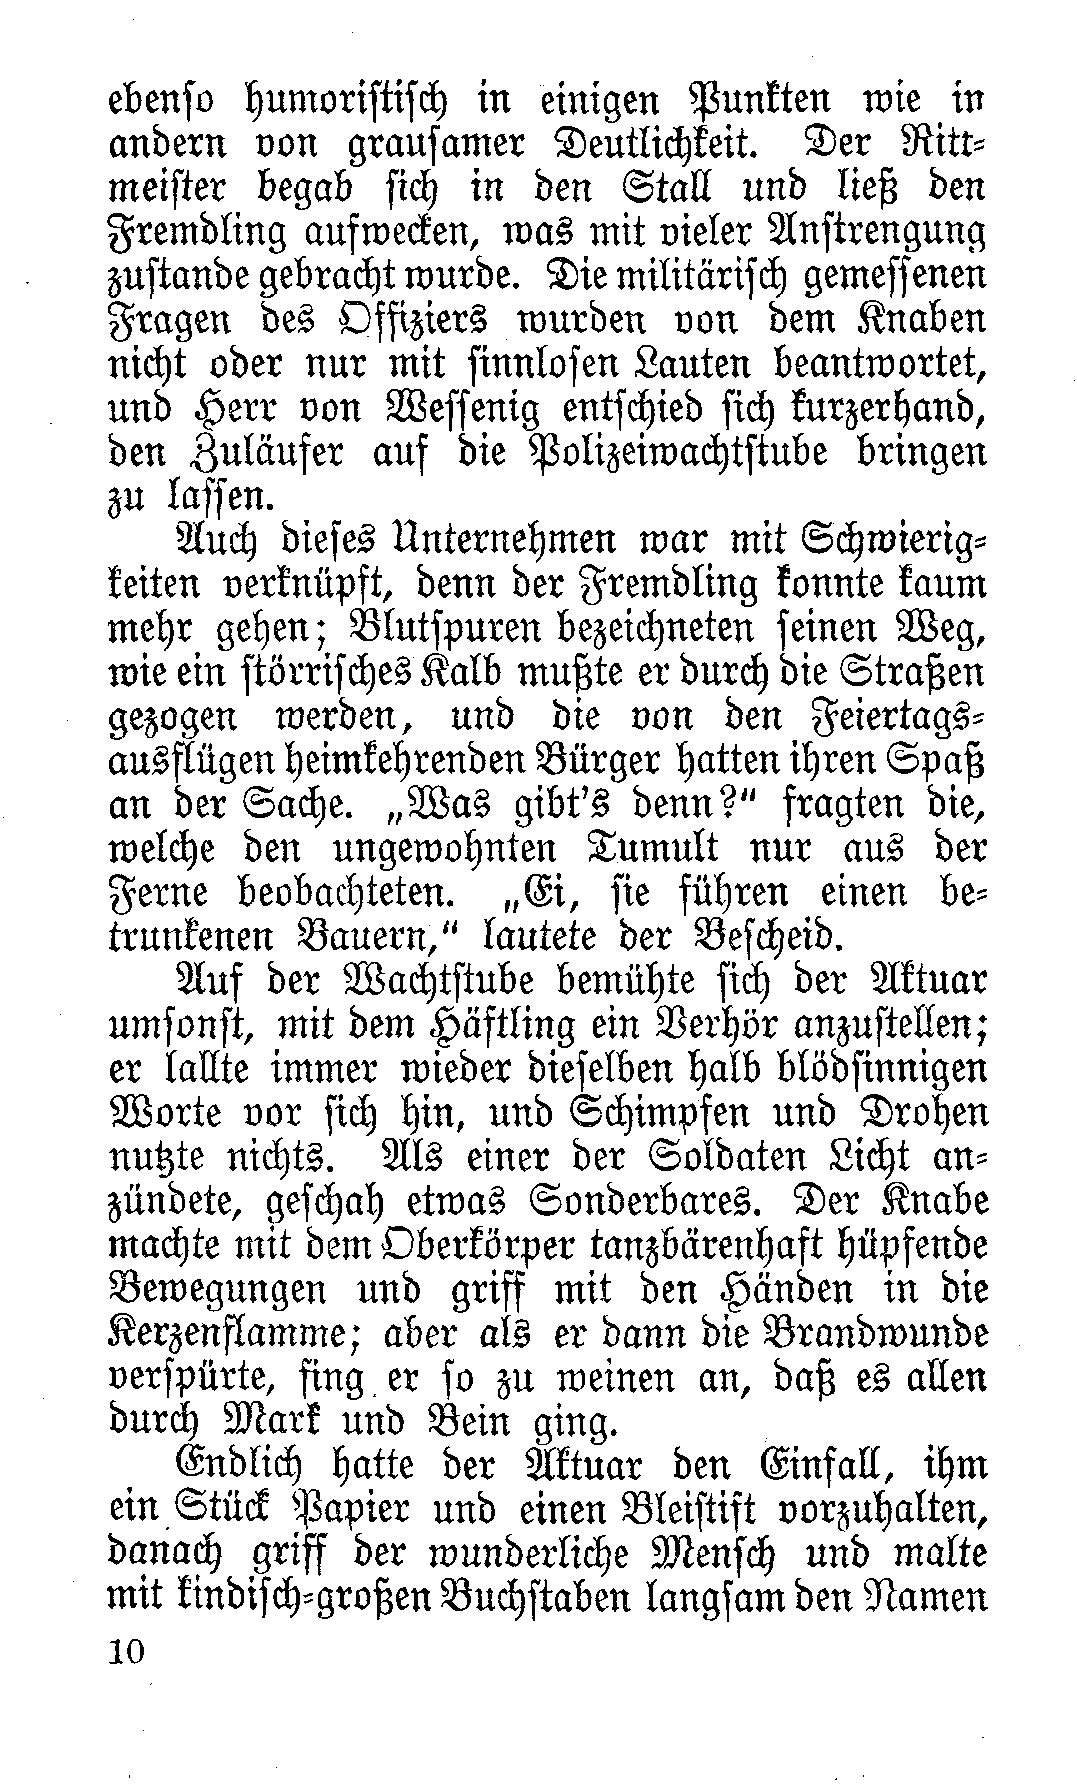 ebenso humoristisch in einigen Punkten wie in
andern von grausamer Deutlichkeit. Der Ritt-
meister begab sich in den Stall und ließ den
Fremdling aufwecken, was mit vieler Anstrengung
zustande gebracht wurde. Die militärisch gemessenen
Fragen des Offiziers wurden von dem Knaben
nicht oder nur mit sinnlosen Lauten beantwortet,
und Herr von Wessenig entschied sich kurzerhand,
den Zuläufer auf die Polizeiwachtstube bringen
zu lassen.
Auch dieses Unternehmen war mit Schwierig-
keiten verknüpft, denn der Fremdling konnte kaum
mehr gehen; Blutspuren bezeichneten seinen Weg,
wie ein störrisches Kalb mußte er durch die Straßen
gezogen werden, und die von den Feiertags-
ausflügen heimkehrenden Bürger hatten ihren Spaß
an der Sache. „Was gibt's denn?" fragten die,
welche den ungewohnten Tumult nur aus der
Ferne beobachteten. „Ei, sie führen einen be-
trunkenen Bauern," lautete der Bescheid.
Auf der Wachtstube bemühte sich der Aktuar
umsonst, mit dem Häftling ein Verhör anzustellen;
er lallte immer wieder dieselben halb blödsinnigen
Worte vor sich hin, und Schimpfen und Drohen
nutzte nichts. Als einer der Soldaten Licht an-
zündete, geschah etwas Sonderbares. Der Knabe
machte mit dem Oberkörper tanzbärenhaft hüpfende
Bewegungen und griff mit den Händen in die
Kerzenflamme; aber als er dann die Brandwunde
verspürte, fing er so zu weinen an, daß es allen
durch Mark und Bein ging.
Endlich hatte der Aktuar den Einfall, ihm
ein Stück Papier und einen Bleistift vorzuhalten,
danach griff der wunderliche Mensch und malte
mit kindisch-großen Buchstaben langsam den Namen
10